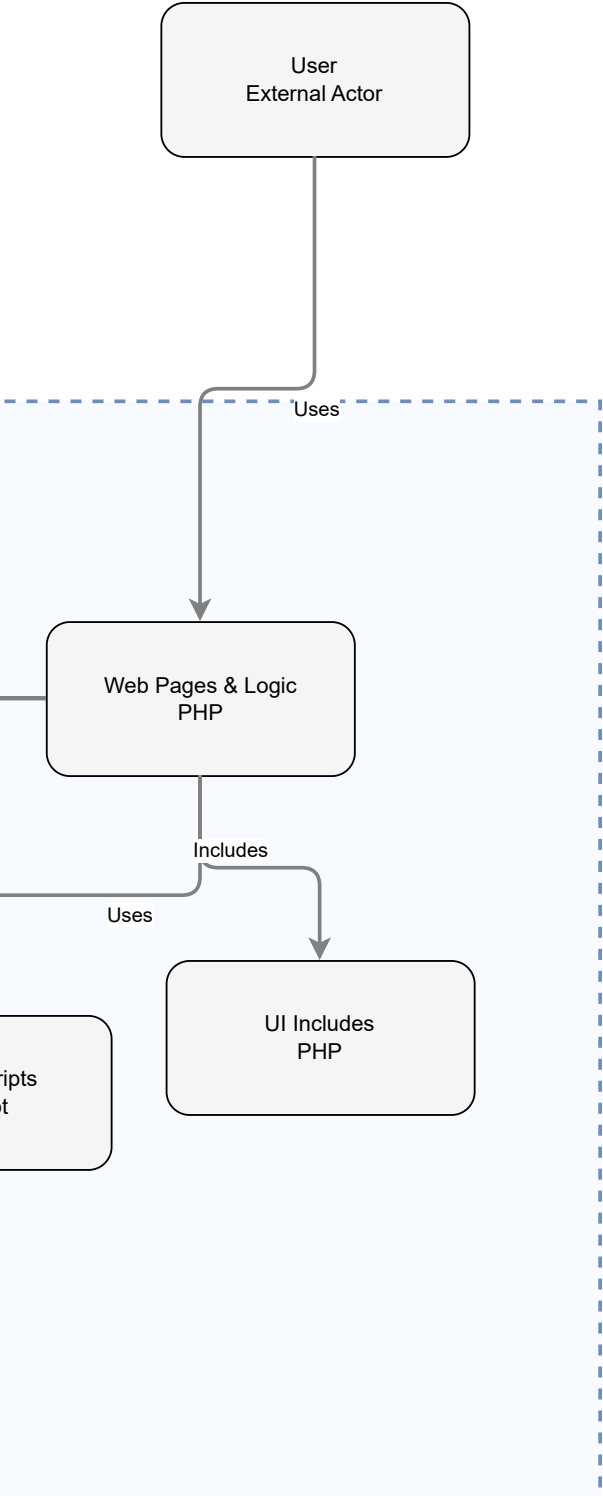 User
External Actor
Uses
Web Pages & Logic
PHP
Includes
Uses
UI Includes
PHP